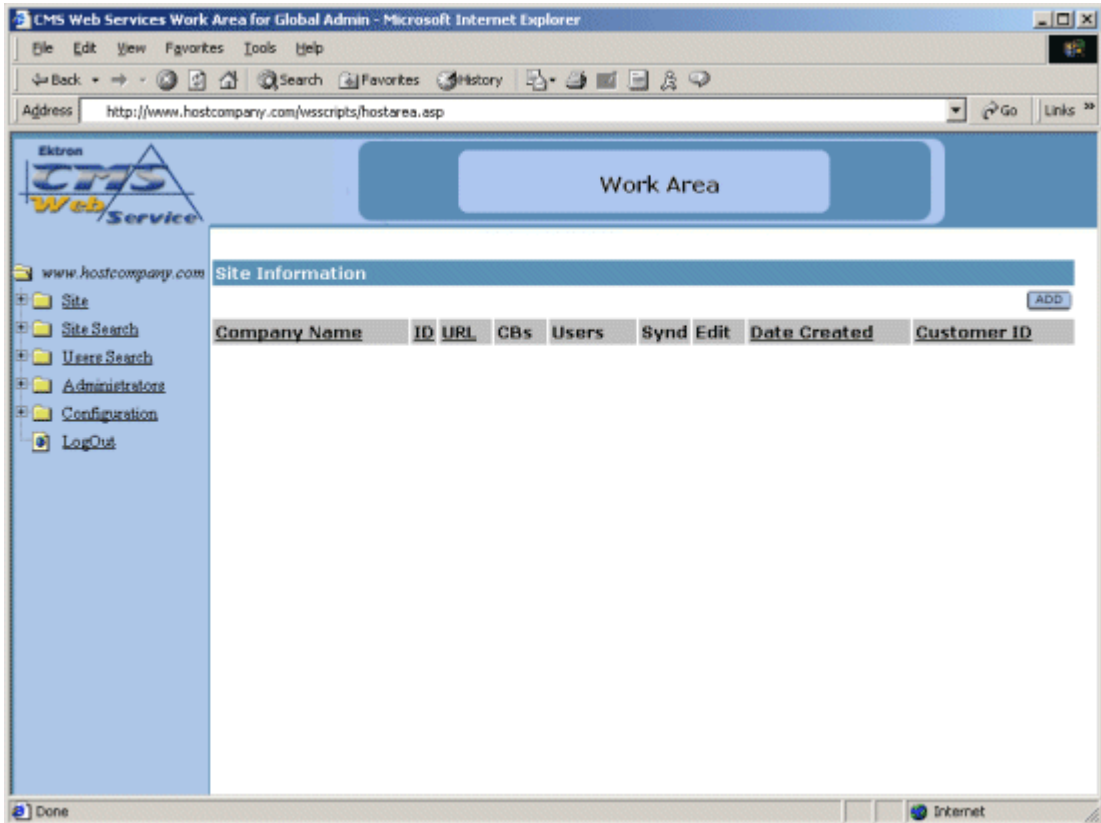 CMS Web Services Work Area for Global Admin - Microsoft Internet Explorer
File Edit View Favorites Tools Help
Back Search Favorites History
Address http://www.hostcompany.com/wsscripts/hostarea.asp Go Links »
Ektron
CMS
Web
Service
Work Area
www.hostcompany.com
Site Information
Site
ADD
Site Search
Company Name ID URL CBs Users Synd Edit Date Created Customer ID
Users Search
Administrators
Configuration
LogOut
Done Internet